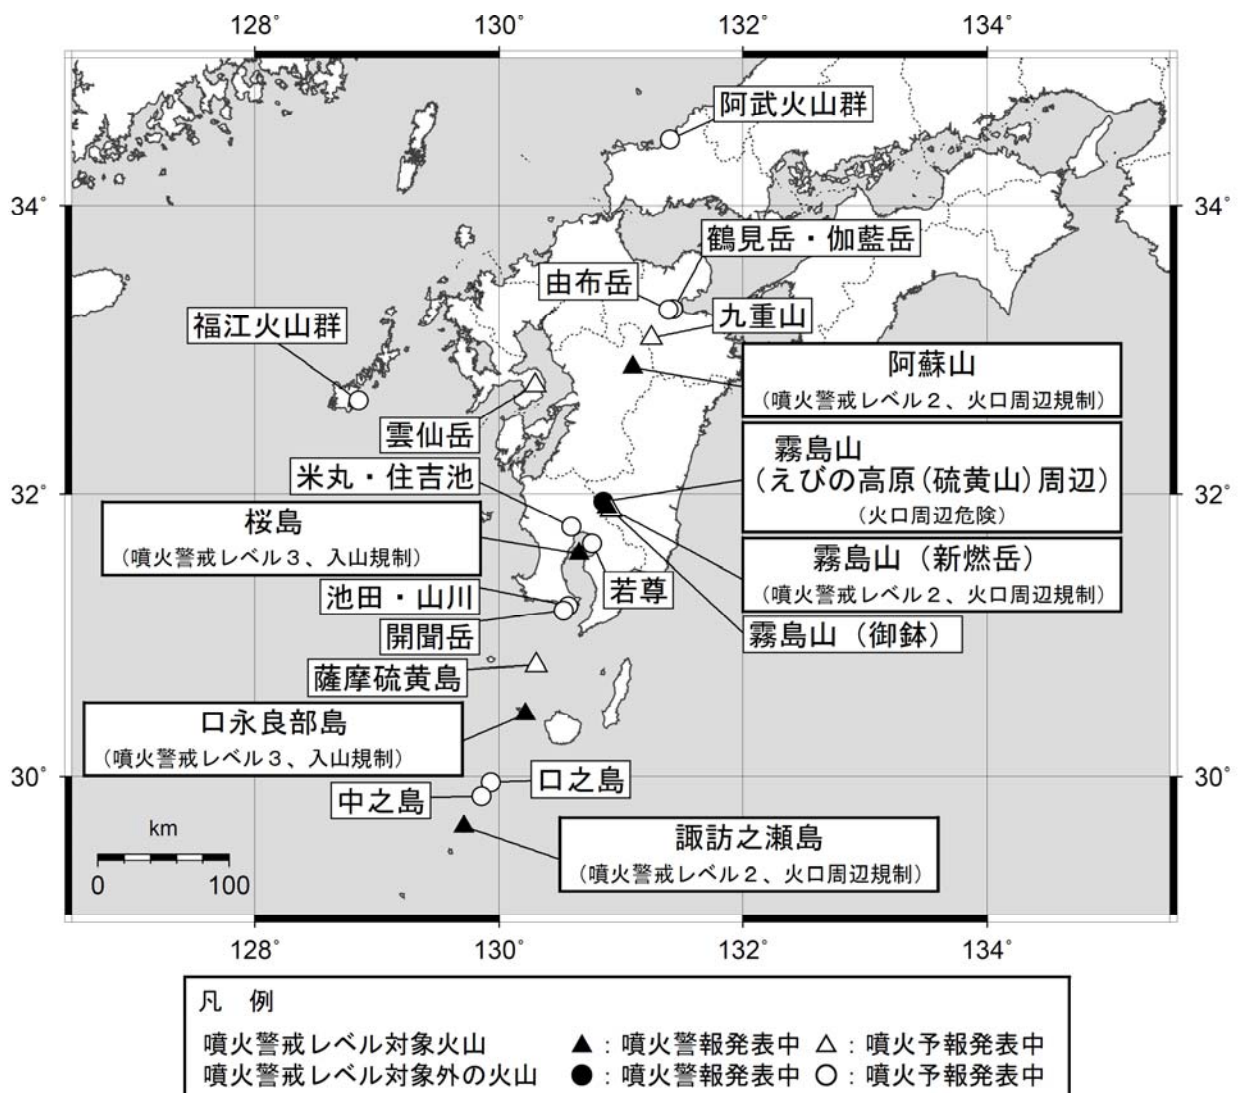 128° 130° 132° 134°
阿武火山群
34° 34°
鶴見岳・伽藍岳
由布岳
九重山
福江火山群
阿蘇山
(噴火警戒レベル２、火口周辺規制)
雲仙岳
霧島山
(えびの高原(硫黄山)周辺)
(火口周辺危険)
米丸・住吉池
32° 32°
桜島
(噴火警戒レベル３、入山規制)
霧島山（新燃岳）
(噴火警戒レベル２、火口周辺規制)
若尊
池田・山川
開聞岳
霧島山（御鉢）
薩摩硫黄島
口永良部島
(噴火警戒レベル３、入山規制)
30° 30°
口之島
中之島
諏訪之瀬島
(噴火警戒レベル２、火口周辺規制)
km
0 100
128° 130° 132° 134°
凡 例
噴火警戒レベル対象火山 ▲：噴火警報発表中 △：噴火予報発表中
噴火警戒レベル対象外の火山 ●：噴火警報発表中 ○：噴火予報発表中